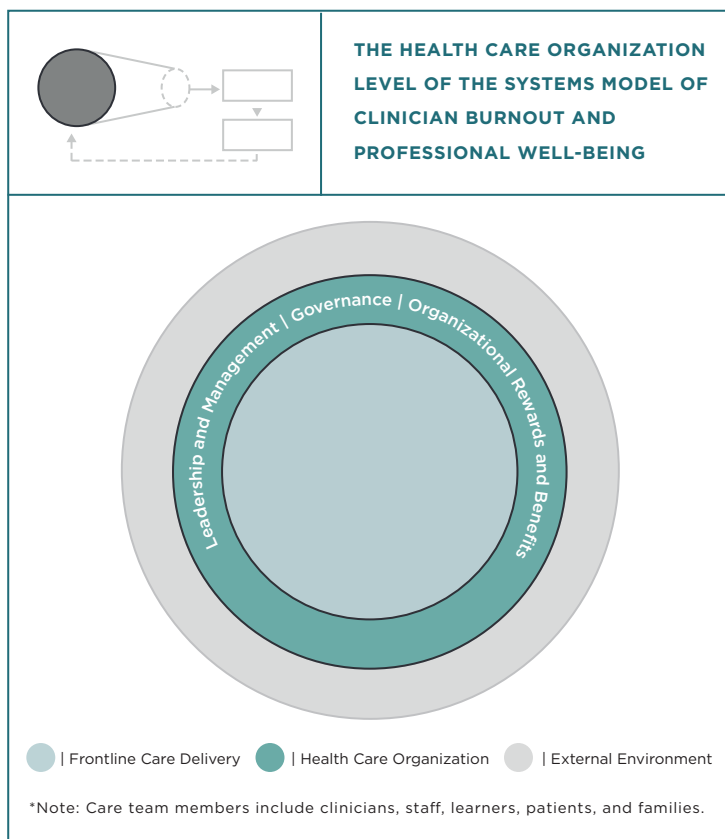 THE HEALTH CARE ORGANIZATION
LEVEL OF THE SYSTEMS MODEL OF
CLINICIAN BURNOUT AND
PROFESSIONAL WELL-BEING
Leadership and Management | Governance | Organizational Rewards and Benefits
| Frontline Care Delivery | Health Care Organization | External Environment
*Note: Care team members include clinicians, staff, learners, patients, and families.